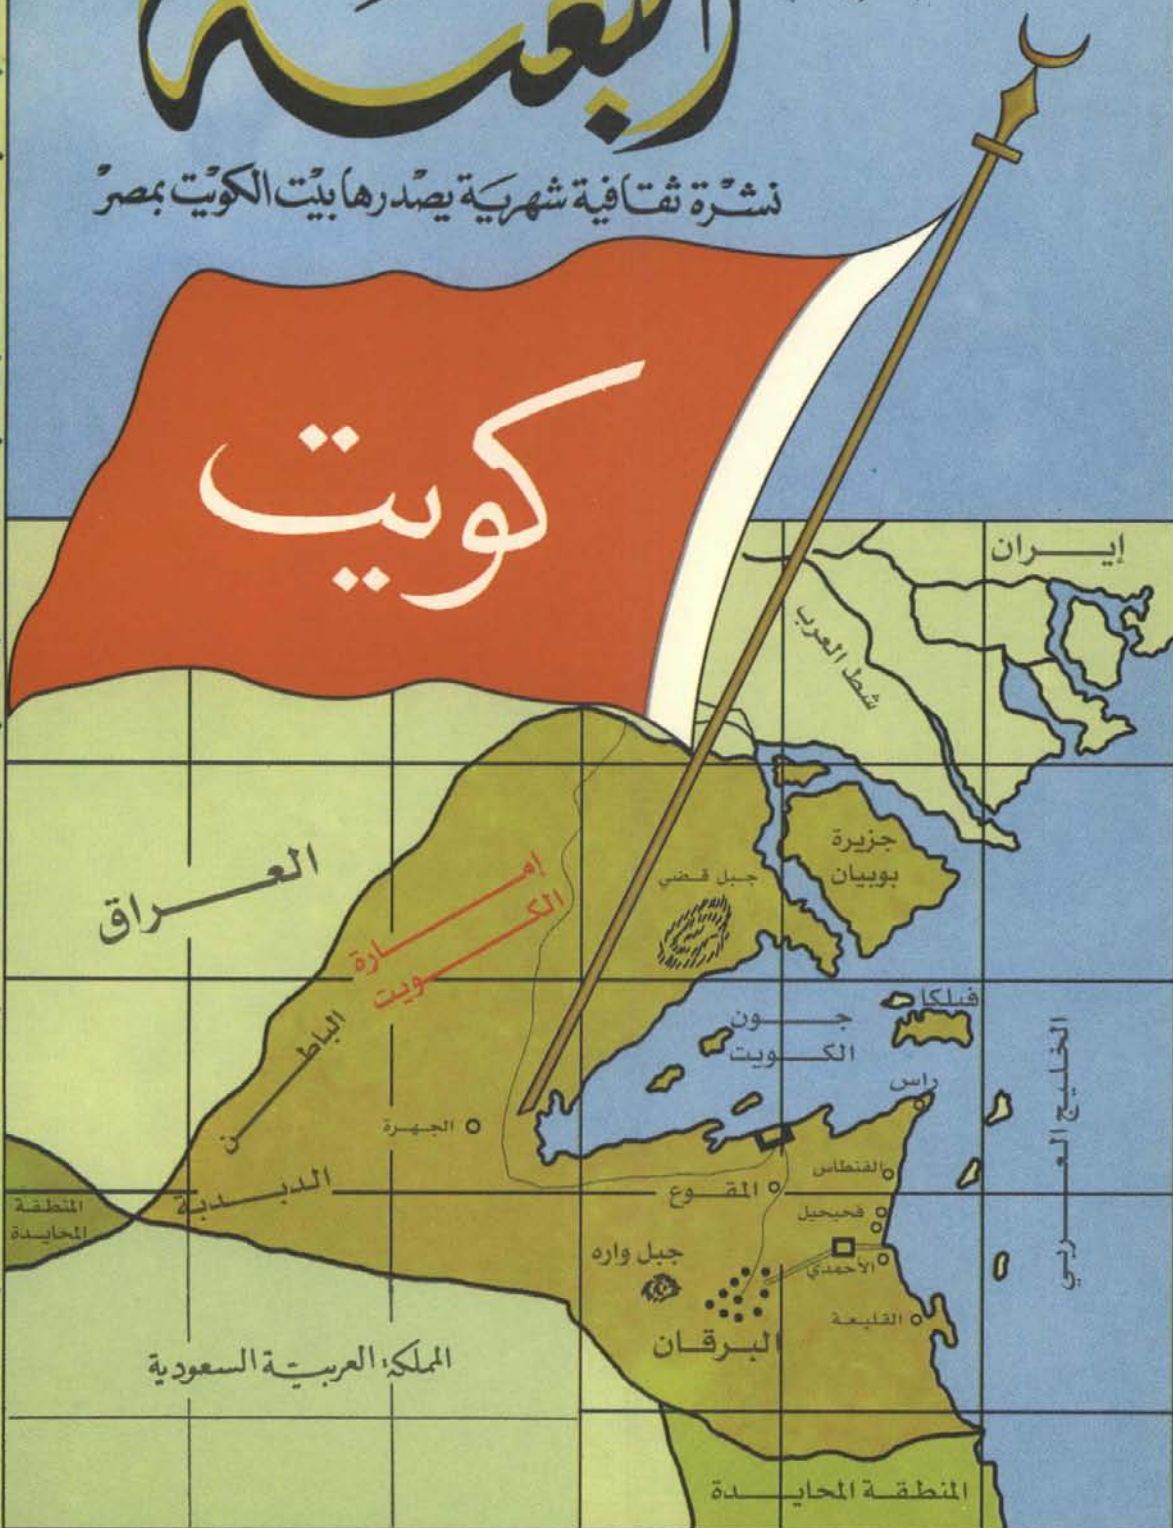 البعثة
نشرة ثقافية شهرية يصدرها بيت الكويت بمصر
كويت
إيران
شط العرب
جزيرة
بوبيان
جبل قضي
العراق
إمارة
الكويت
الباطن
فيلكا
جون
الكويت
راس
الخليج العربي
الجهرة
الفنطاس
الدبدبة
المقوع
المنطقة
المحايدة
فحيحيل
جبل واره
الأحمدي
القليعة
البرقان
المملكة العربية السعودية
المنطقة المحايدة